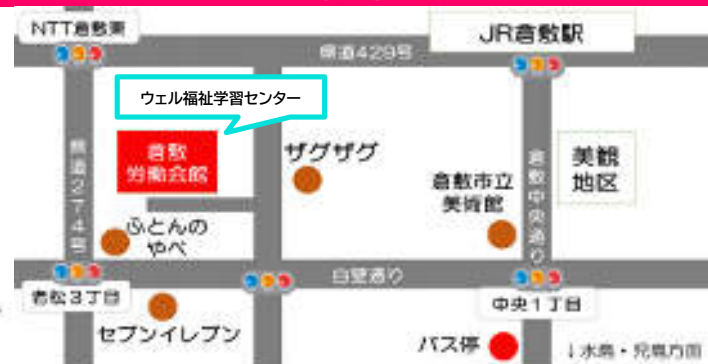 NTT倉敷東
JR倉敷駅
県道429号
ウェル福祉学習センター
倉敷
労働会館
ザグザグ
県道274号
倉敷市立
美術館
倉敷中央通り
美観
地区
ふとんの
やべ
白壁通り
老松3丁目
中央1丁目
セブンイレブン
バス停
↓水島・児島方面